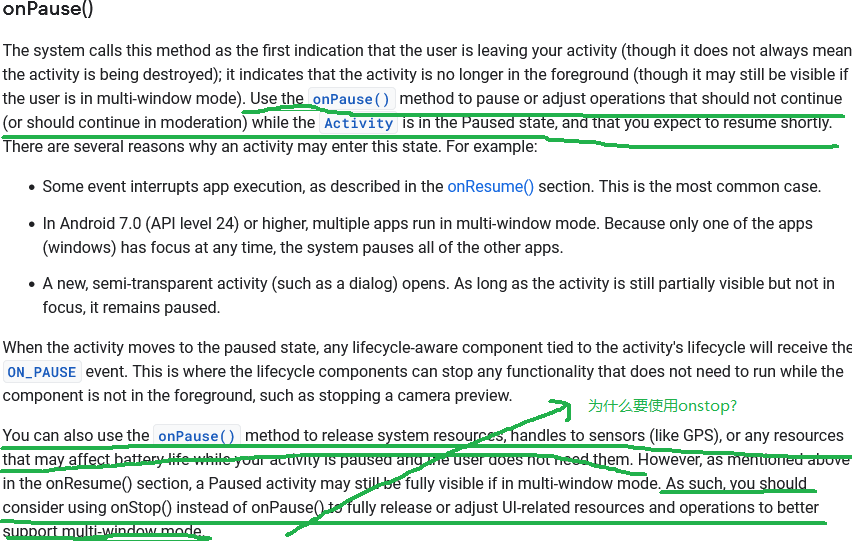 onPause()
The system calls this method as the first indication that the user is leaving your activity (though it does not always mean
the activity is being destroyed); it indicates that the activity is no longer in the foreground (though it may still be visible if
the user is in multi-window mode). Use the onPause() method to pause or adjust operations that should not continue
(or should continue in moderation) while the Activity is in the Paused state, and that you expect to resume shortly.
There are several reasons why an activity may enter this state. For example:
• Some event interrupts app execution, as described in the onResume() section. This is the most common case.
• In Android 7.0 (API level 24) or higher, multiple apps run in multi-window mode. Because only one of the apps
(windows) has focus at any time, the system pauses all of the other apps.
• A new, semi-transparent activity (such as a dialog) opens. As long as the activity is still partially visible but not in
focus, it remains paused.
When the activity moves to the paused state, any lifecycle-aware component tied to the activity's lifecycle will receive the
ON_PAUSE event. This is where the lifecycle components can stop any functionality that does not need to run while the
component is not in the foreground, such as stopping a camera preview.
为什么要使用onstop?
You can also use the onPause() method to release system resources, handles to sensors (like GPS), or any resources
that may affect battery life while your activity is paused and the user does not need them. However, as mentioned above
in the onResume() section, a Paused activity may still be fully visible if in multi-window mode. As such, you should
consider using onStop() instead of onPause() to fully release or adjust UI-related resources and operations to better
support multi-window mode.